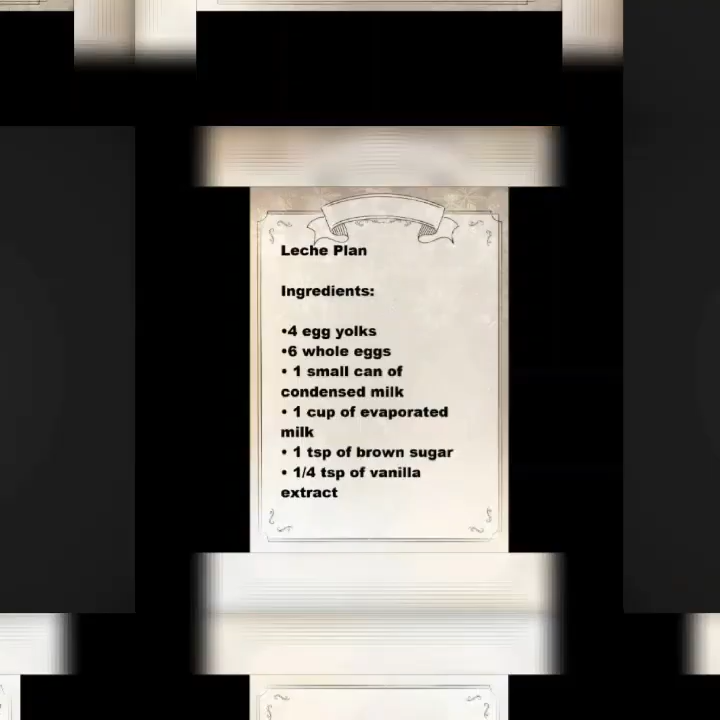 Leche Plan
Ingredients:
•4 egg yolks
•6 whole eggs
• 1 small can of
condensed milk
• 1 cup of evaporated
milk
• 1 tsp of brown sugar
• 1/4 tsp of vanilla
extract